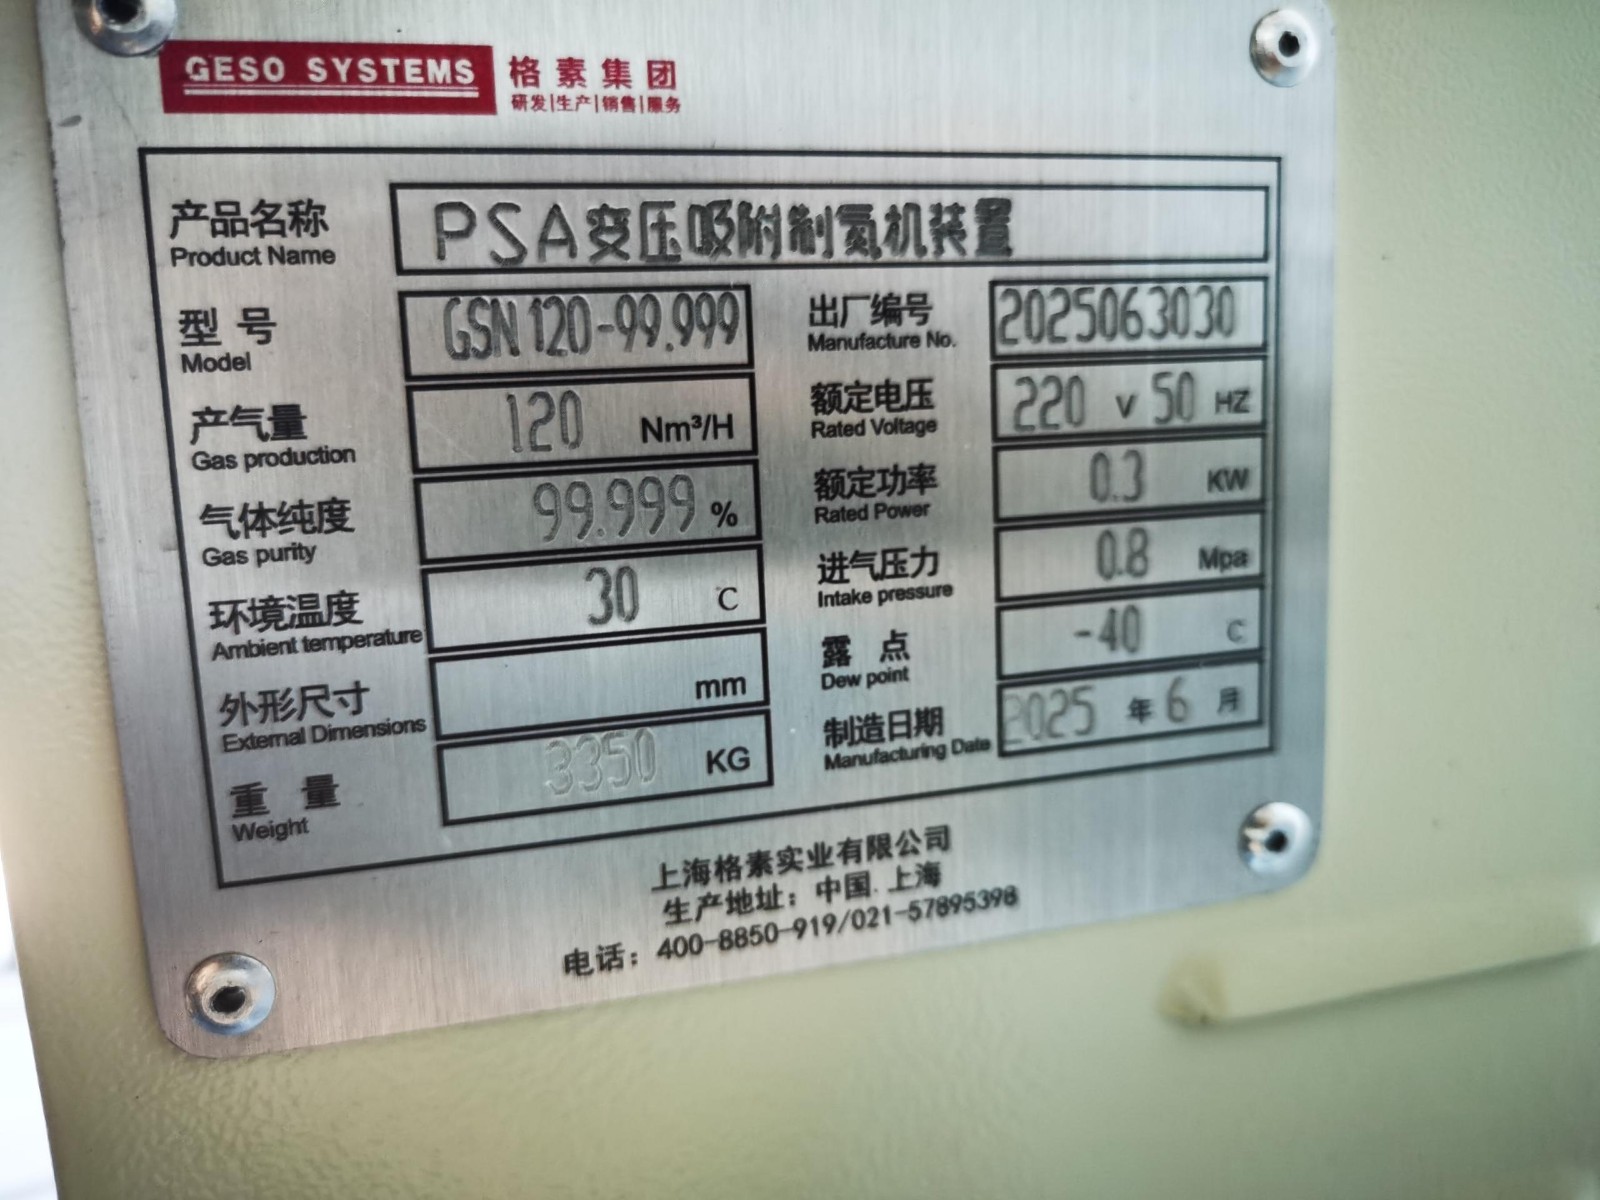 GESO SYSTEMS 格素集团
研发|生产|销售|服务
产品名称 PSA变压吸附制氮机装置
Product Name
型 号 GSN120-99.999 出厂编号 2025063030
Model Manufacture No.
产气量 120 Nm³/H 额定电压 220 V 50 HZ
Gas production Rated Voltage
气体纯度 99.999 % 额定功率 0.3 KW
Gas purity Rated Power
环境温度 30 ℃ 进气压力 0.8 Mpa
Ambient temperature Intake pressure
外形尺寸 mm 露 点 -40 C
External Dimensions Dew point
重 量 3350 KG 制造日期 2025 年 6 月
Weight Manufacturing Date
上海格素实业有限公司
生产地址：中国.上海
电话：400-8850-919/021-57895398